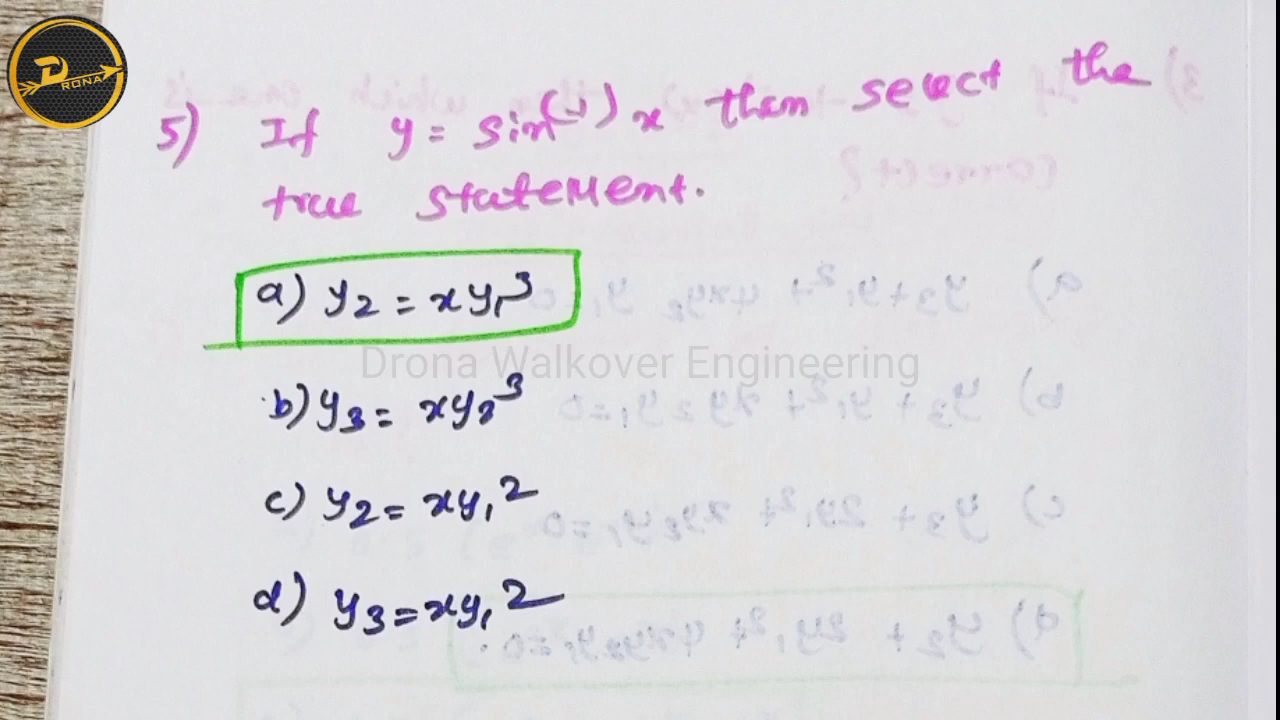 DRONA
5) If y = sin(-1) x then select the
true statement.
a) y₂ = xy₁³
Drona Walkover Engineering
b) y₃ = xy₂³
c) y₂ = xy₁²
d) y₃ = xy₁²